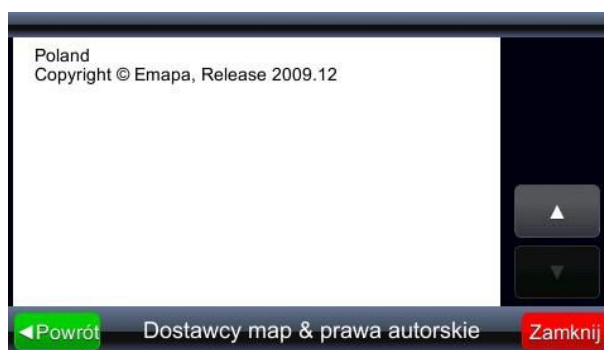 Poland
Copyright © Emapa, Release 2009.12
Powrót
Dostawcy map & prawa autorskie
Zamknij